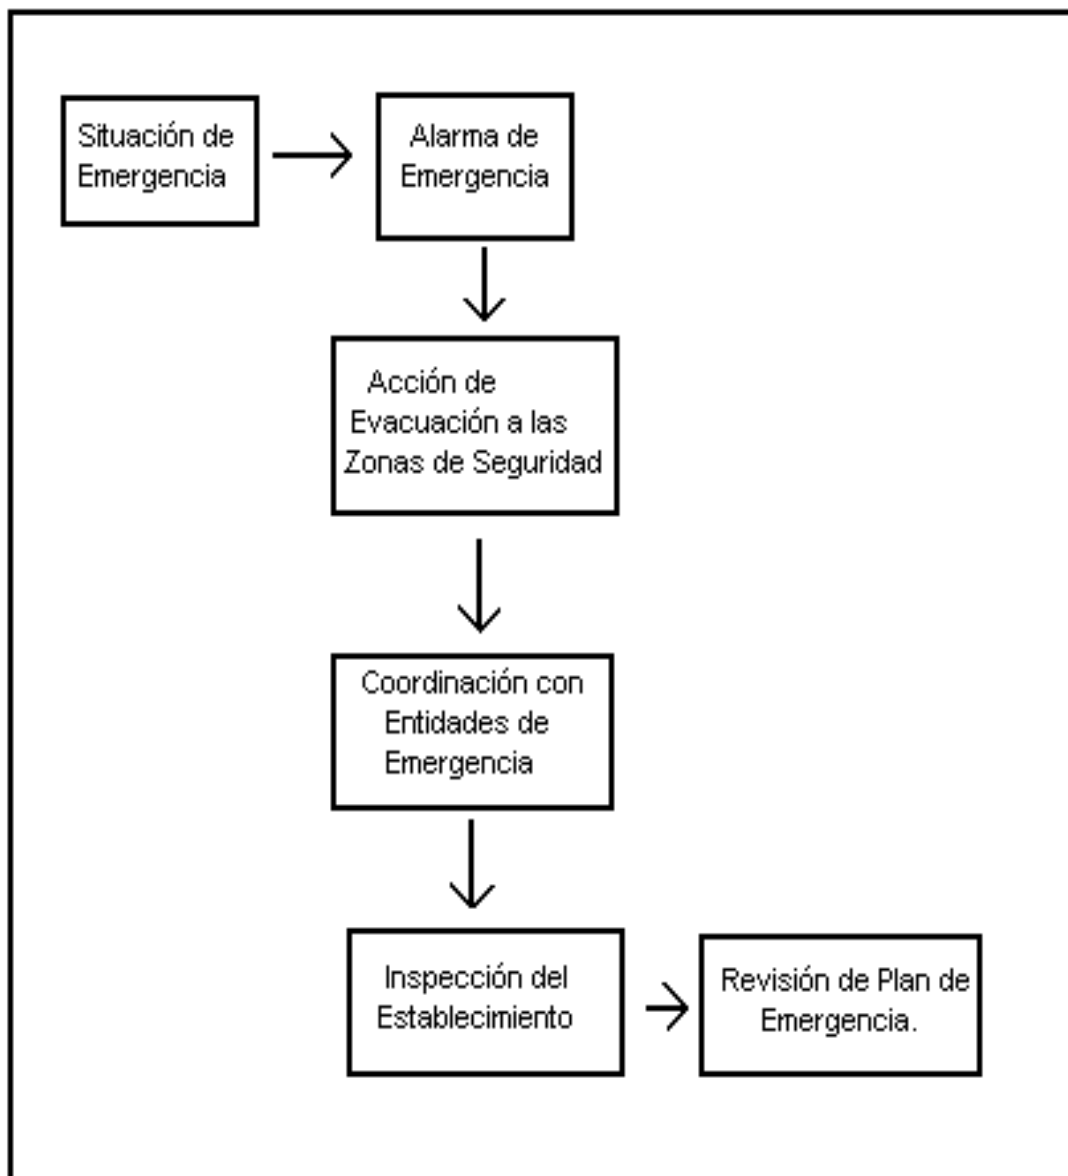 Situación de
Emergencia
Alarma de
Emergencia
Acción de
Evacuación a las
Zonas de Seguridad
Coordinación con
Entidades de
Emergencia
Inspección del
Establecimiento
Revisión de Plan de
Emergencia.